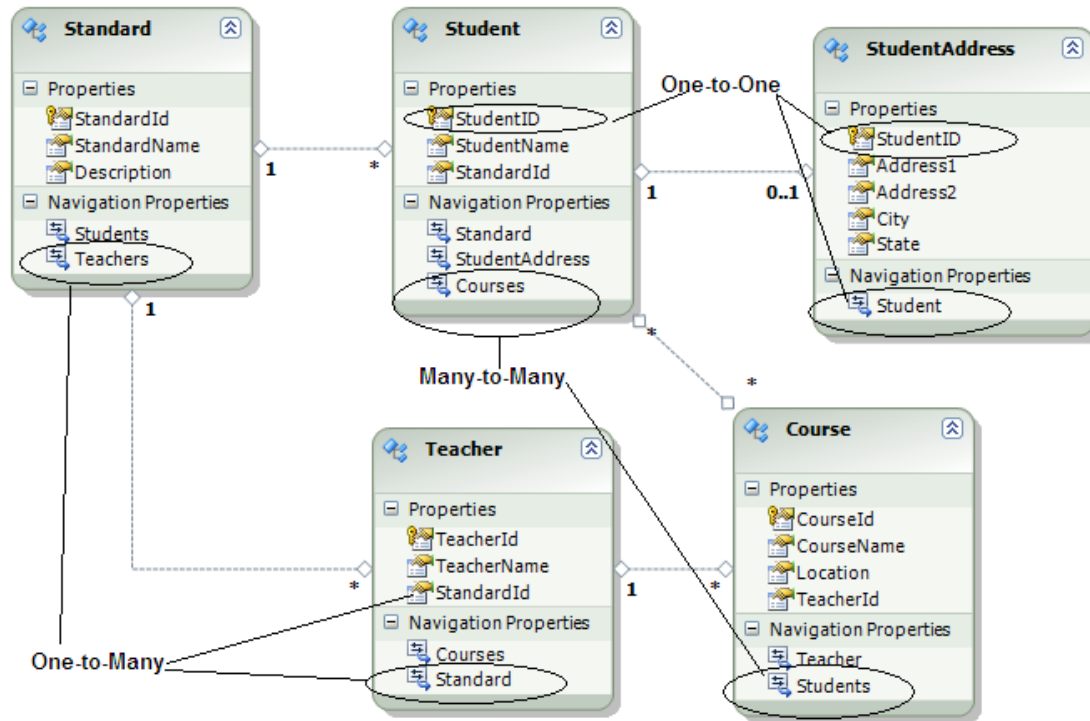 Standard
Properties
StandardId
StandardName
Description
Navigation Properties
Students
Teachers
1
*
1
Student
Properties
StudentID
StudentName
StandardId
Navigation Properties
Standard
StudentAddress
Courses
One-to-One
1
0..1
StudentAddress
Properties
StudentID
Address1
Address2
City
State
Navigation Properties
Student
*
*
Many-to-Many
Teacher
Properties
TeacherId
TeacherName
StandardId
Navigation Properties
Courses
Standard
*
1
*
Course
Properties
CourseId
CourseName
Location
TeacherId
Navigation Properties
Teacher
Students
One-to-Many